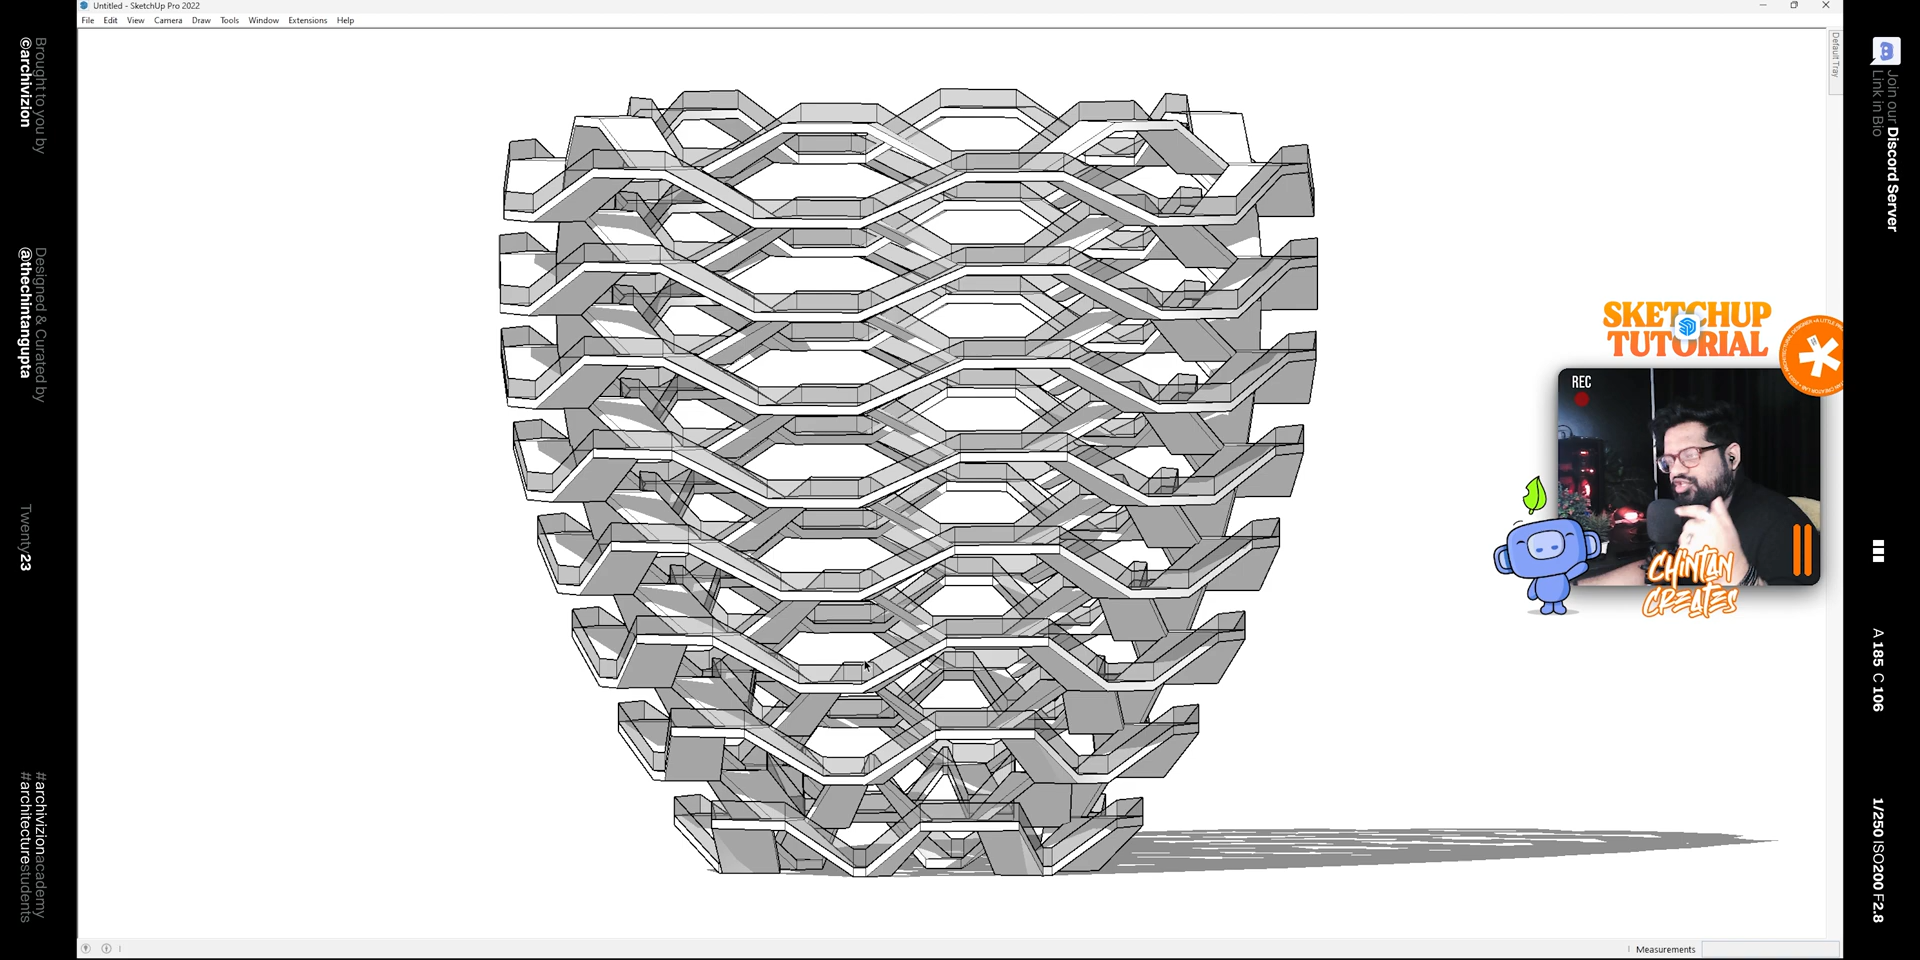 Untitled - SketchUp Pro 2022
File Edit View Camera Draw Tools Window Extensions Help
Default Tray
Brought to you by
©archivizion
Designed & Curated by
@thechintangupta
Twenty23
#archivizionacademy
#architecturestudents
Join our Discord Server
Link in Bio
SKETCHUP
TUTORIAL
REC
CHINTAN
CREATES
A 185 C 106
1/250 ISO200 F2.8
Measurements